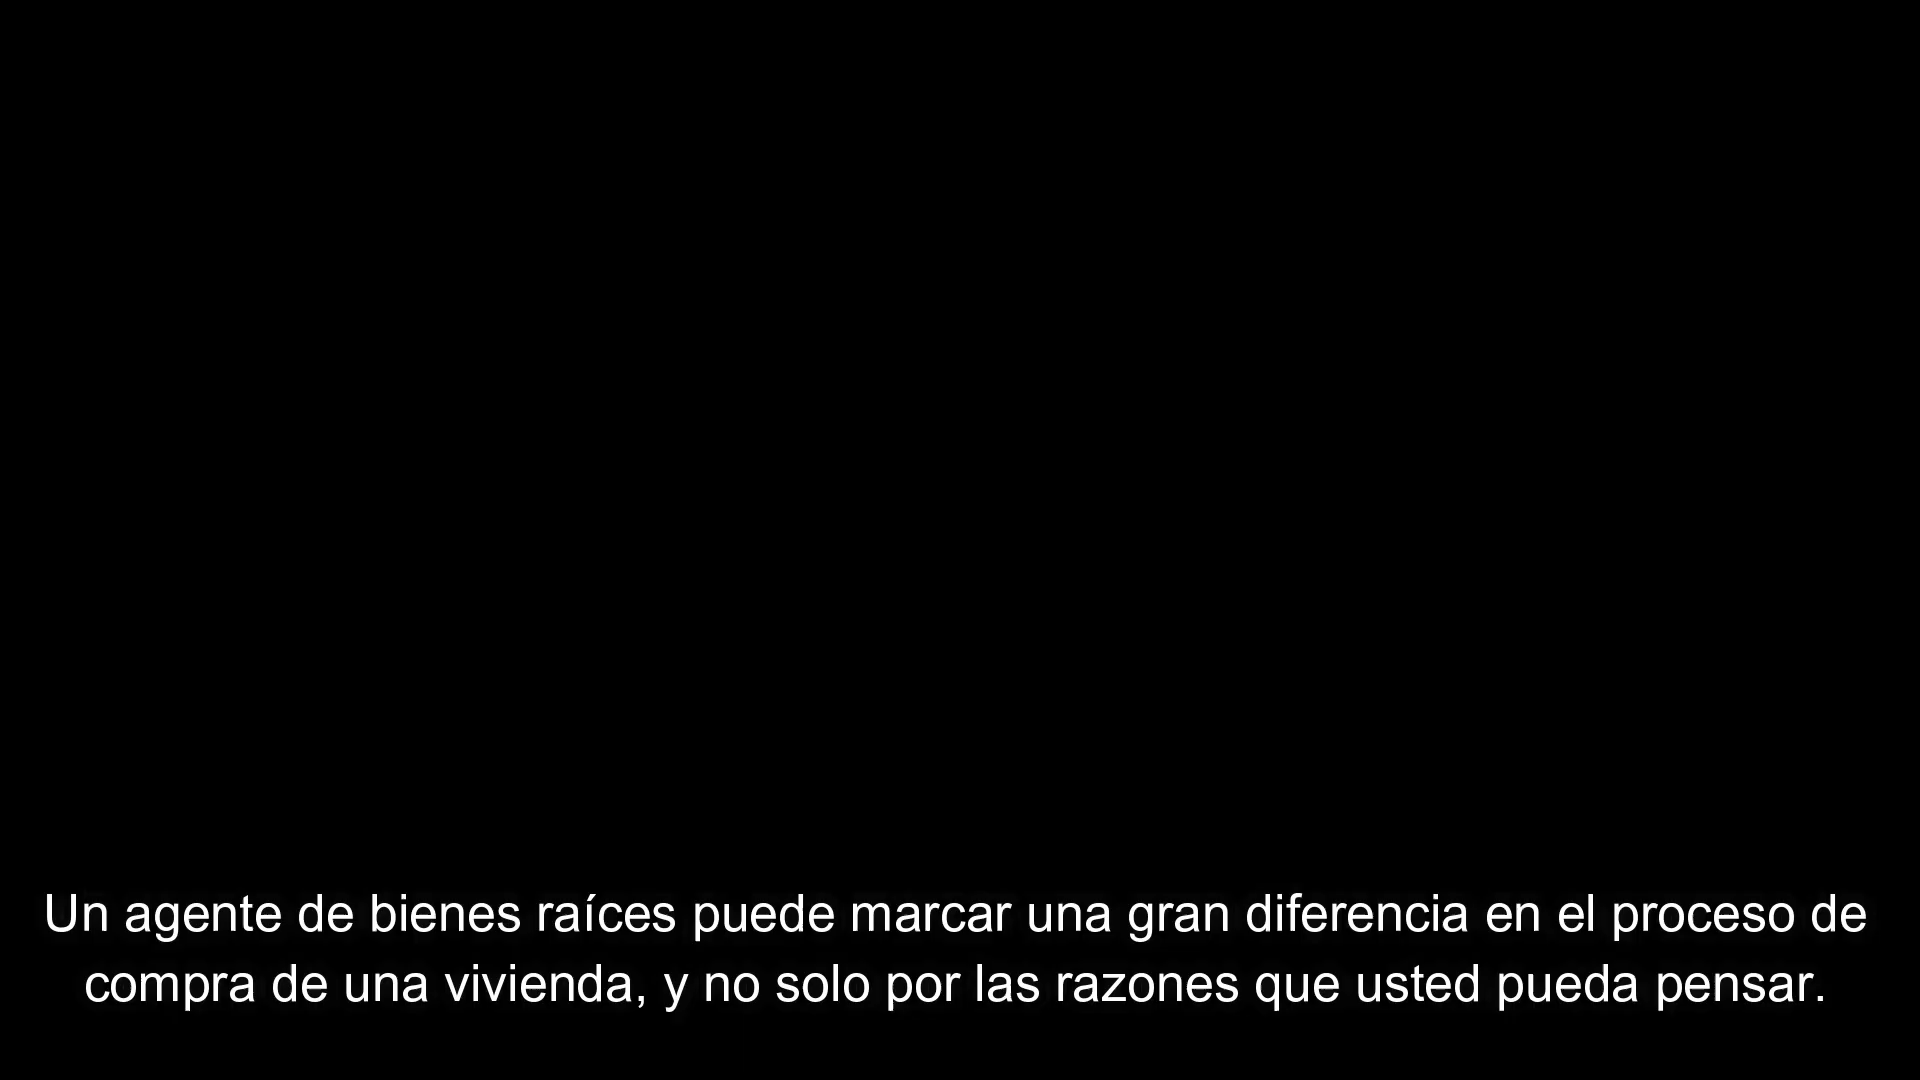 Un agente de bienes raíces puede marcar una gran diferencia en el proceso de
compra de una vivienda, y no solo por las razones que usted pueda pensar.